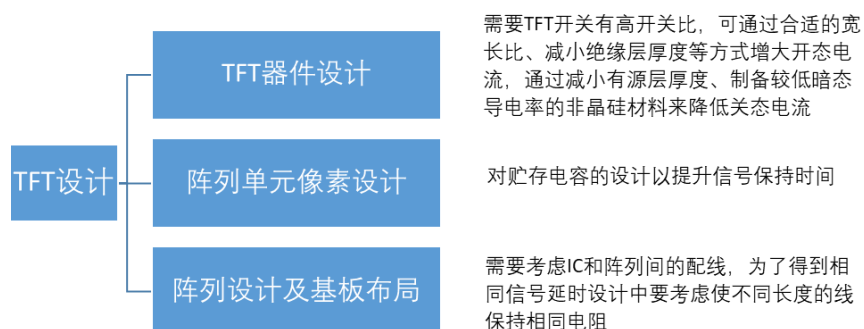 需要TFT开关有高开关比，可通过合适的宽
长比、减小绝缘层厚度等方式增大开态电
流，通过减小有源层厚度、制备较低暗态
导电率的非晶硅材料来降低关态电流
TFT器件设计
TFT设计
阵列单元像素设计
对贮存电容的设计以提升信号保持时间
阵列设计及基板布局
需要考虑IC和阵列间的配线，为了得到相
同信号延时设计中要考虑使不同长度的线
保持相同电阻